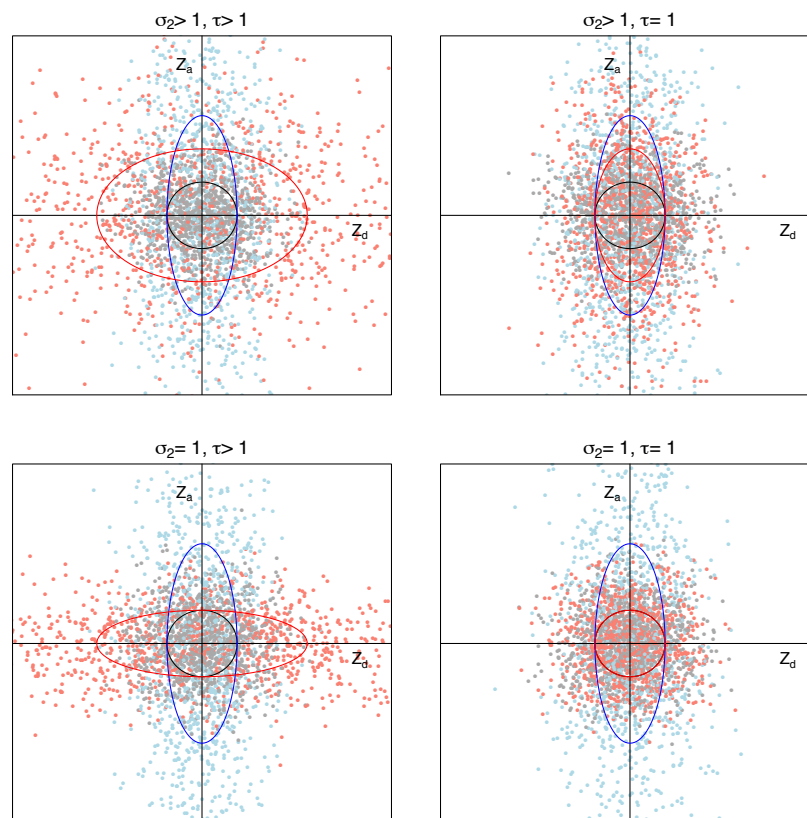 σ₂> 1, τ> 1
Zₐ
Z_d
σ₂> 1, τ= 1
Zₐ
Z_d
σ₂= 1, τ> 1
Zₐ
Z_d
σ₂= 1, τ= 1
Zₐ
Z_d